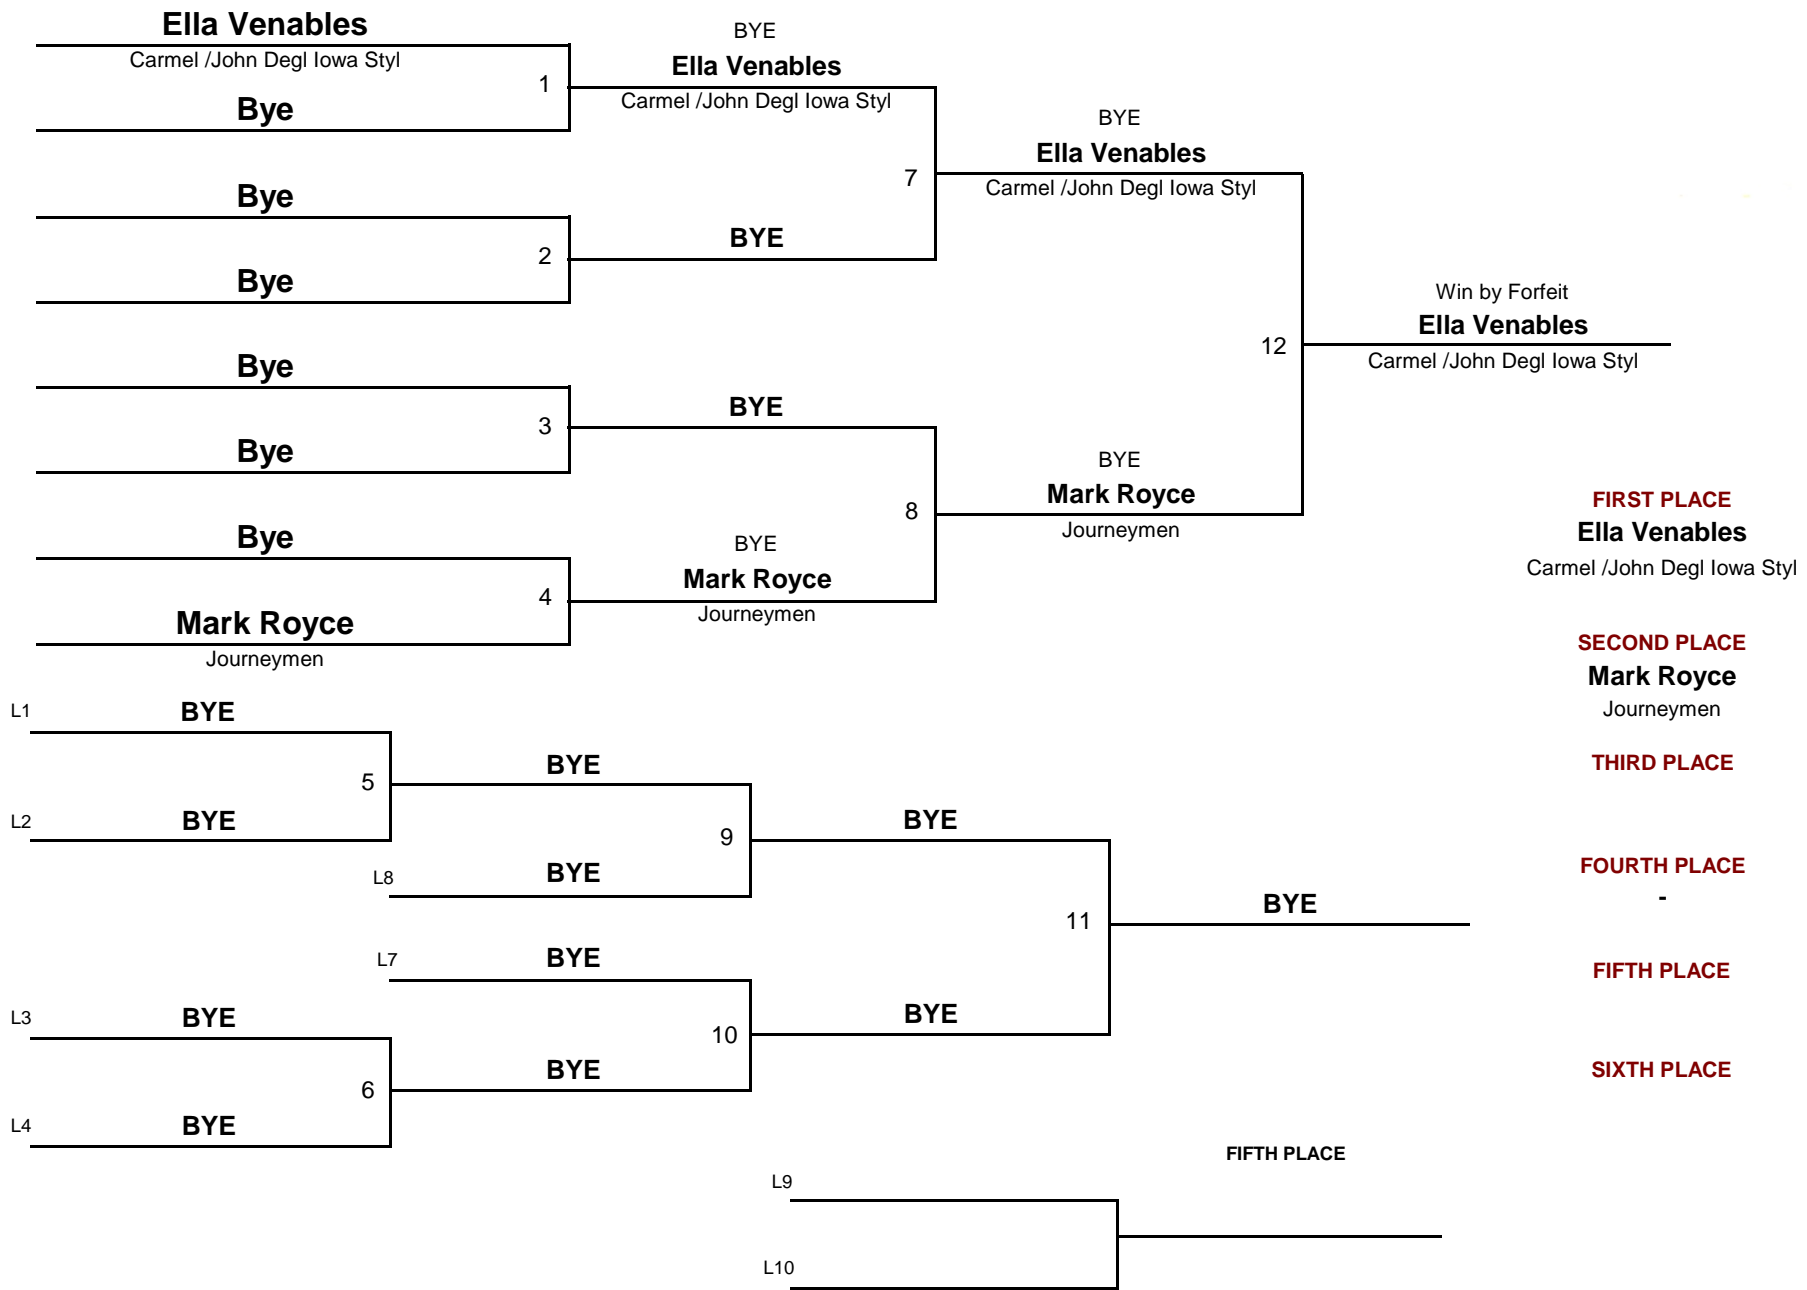 Ella Venables
Carmel /John Degl Iowa Styl
Bye
1
BYE
Ella Venables
Carmel /John Degl Iowa Styl
Bye
Bye
2
BYE
7
BYE
Ella Venables
Carmel /John Degl Iowa Styl
Bye
Bye
3
BYE
Bye
Mark Royce
Journeymen
4
BYE
Mark Royce
Journeymen
8
BYE
Mark Royce
Journeymen
12
Win by Forfeit
Ella Venables
Carmel /John Degl Iowa Styl
FIRST PLACE
Ella Venables
Carmel /John Degl Iowa Styl
SECOND PLACE
Mark Royce
Journeymen
THIRD PLACE
FOURTH PLACE
-
FIFTH PLACE
SIXTH PLACE
L1 BYE
L2 BYE
5
BYE
L8 BYE
9
BYE
L7 BYE
L3 BYE
L4 BYE
6
BYE
10
BYE
11
BYE
FIFTH PLACE
L9
L10